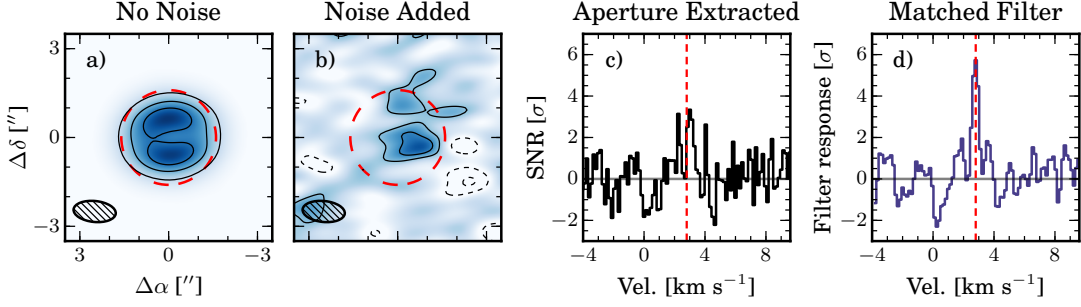 No Noise
Noise Added
Aperture Extracted
Matched Filter
a)
b)
c)
d)
Δδ [′′]
3
0
−3
3
0
−3
Δα [′′]
SNR [σ]
6
4
2
0
−2
−4
0
4
8
Vel. [km s⁻¹]
Filter response [σ]
6
4
2
0
−2
−4
0
4
8
Vel. [km s⁻¹]